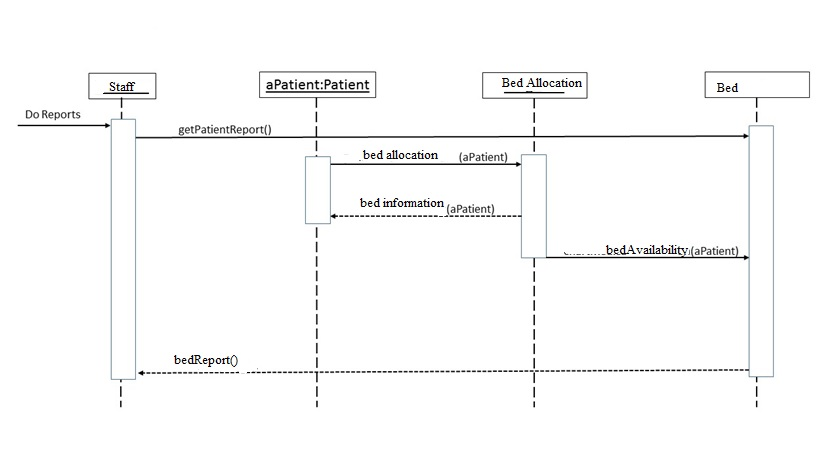 Staff
aPatient:Patient
Bed Allocation
Bed
Do Reports
getPatientReport()
bed allocation (aPatient)
bed information (aPatient)
bedAvailability (aPatient)
bedReport()